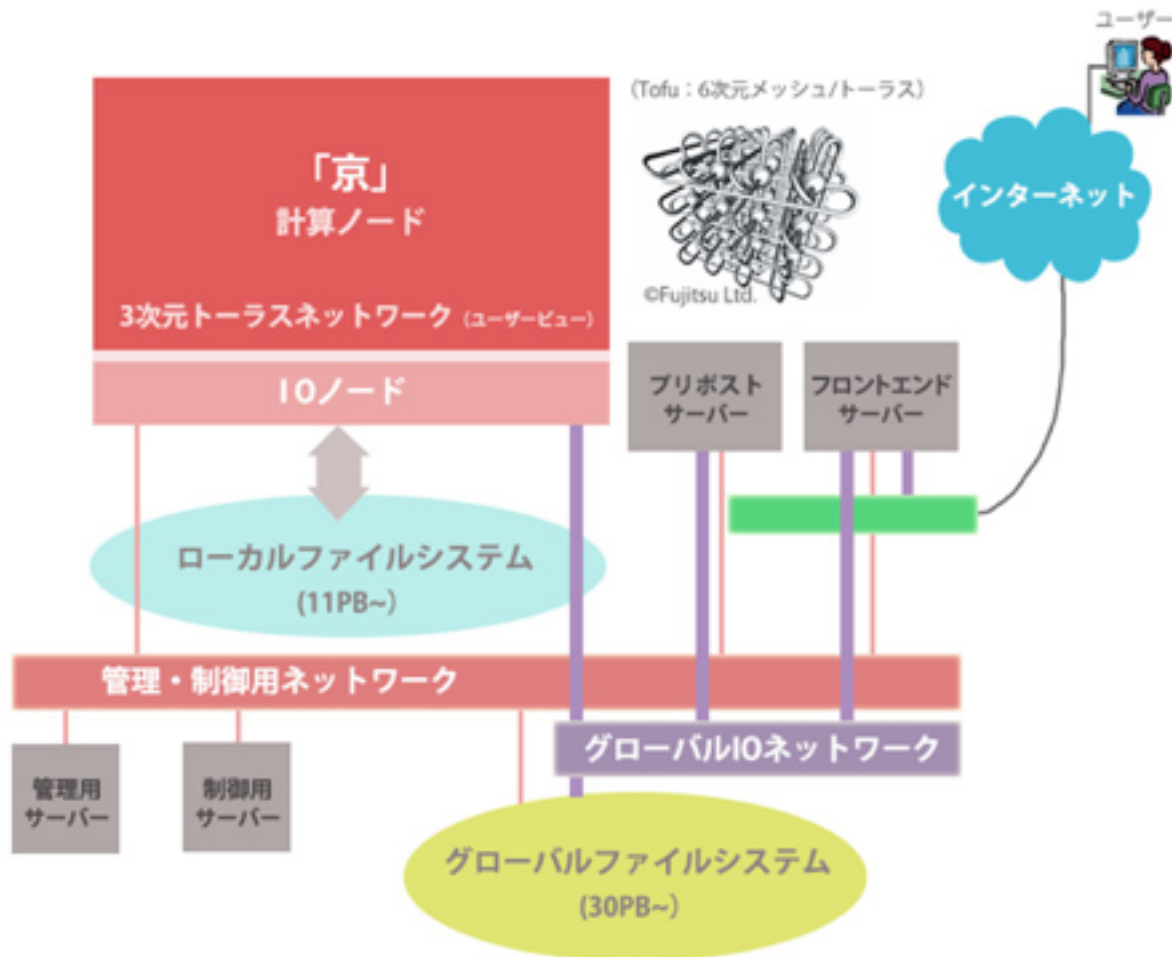 ユーザー
(Tofu：6次元メッシュ/トーラス)
「京」
計算ノード
3次元トーラスネットワーク (ユーザービュー)
IOノード
©Fujitsu Ltd.
インターネット
プリポスト
サーバー
フロントエンド
サーバー
ローカルファイルシステム
(11PB~)
管理・制御用ネットワーク
グローバルIOネットワーク
管理用
サーバー
制御用
サーバー
グローバルファイルシステム
(30PB~)